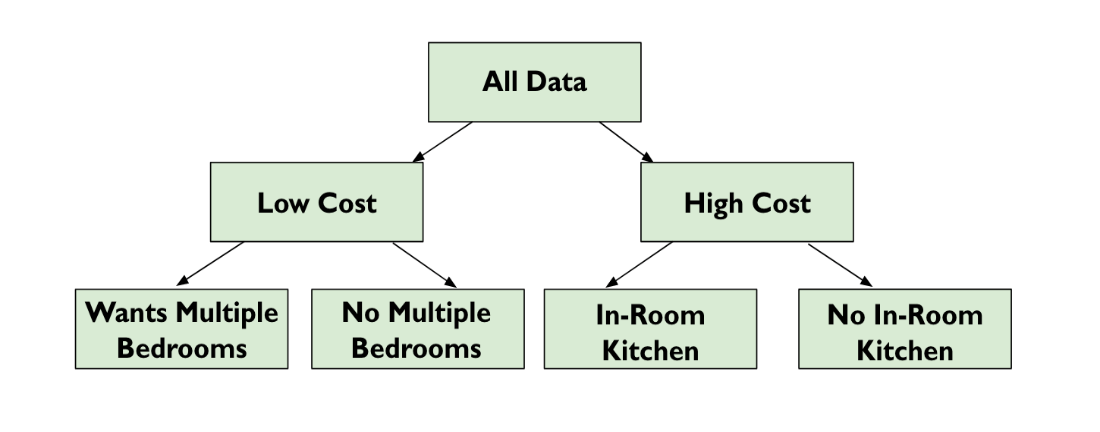 All Data
Low Cost
High Cost
Wants Multiple
Bedrooms
No Multiple
Bedrooms
In-Room
Kitchen
No In-Room
Kitchen